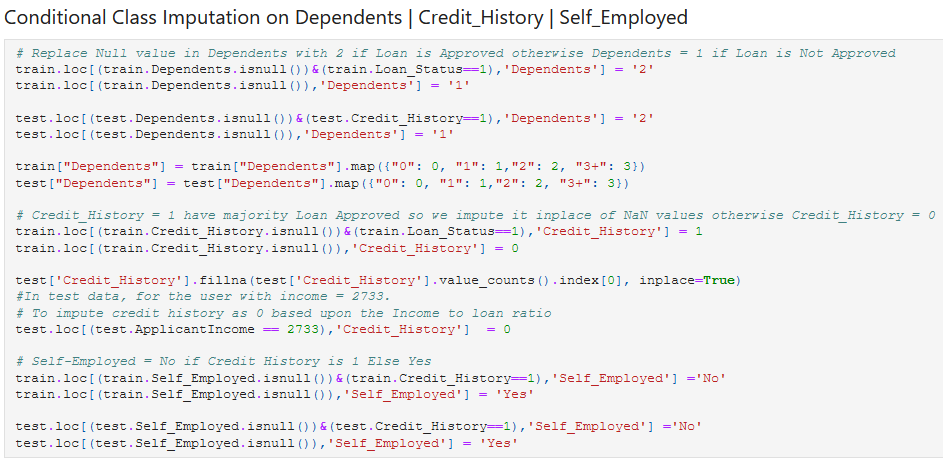 Conditional Class Imputation on Dependents | Credit_History | Self_Employed
# Replace Null value in Dependents with 2 if Loan is Approved otherwise Dependents = 1 if Loan is Not Approved
train.loc[(train.Dependents.isnull())&(train.Loan_Status==1),'Dependents'] = '2'
train.loc[(train.Dependents.isnull()),'Dependents'] = '1'
test.loc[(test.Dependents.isnull())&(test.Credit_History==1),'Dependents'] = '2'
test.loc[(test.Dependents.isnull()),'Dependents'] = '1'
train["Dependents"] = train["Dependents"].map({"0": 0, "1": 1,"2": 2, "3+": 3})
test["Dependents"] = test["Dependents"].map({"0": 0, "1": 1,"2": 2, "3+": 3})
# Credit_History = 1 have majority Loan Approved so we impute it inplace of NaN values otherwise Credit_History = 0
train.loc[(train.Credit_History.isnull())&(train.Loan_Status==1),'Credit_History'] = 1
train.loc[(train.Credit_History.isnull()),'Credit_History'] = 0
test['Credit_History'].fillna(test['Credit_History'].value_counts().index[0], inplace=True)
#In test data, for the user with income = 2733.
# To impute credit history as 0 based upon the Income to loan ratio
test.loc[(test.ApplicantIncome == 2733),'Credit_History']  = 0
# Self-Employed = No if Credit History is 1 Else Yes
train.loc[(train.Self_Employed.isnull())&(train.Credit_History==1),'Self_Employed'] ='No'
train.loc[(train.Self_Employed.isnull()),'Self_Employed'] = 'Yes'
test.loc[(test.Self_Employed.isnull())&(test.Credit_History==1),'Self_Employed'] ='No'
test.loc[(test.Self_Employed.isnull()),'Self_Employed'] = 'Yes'